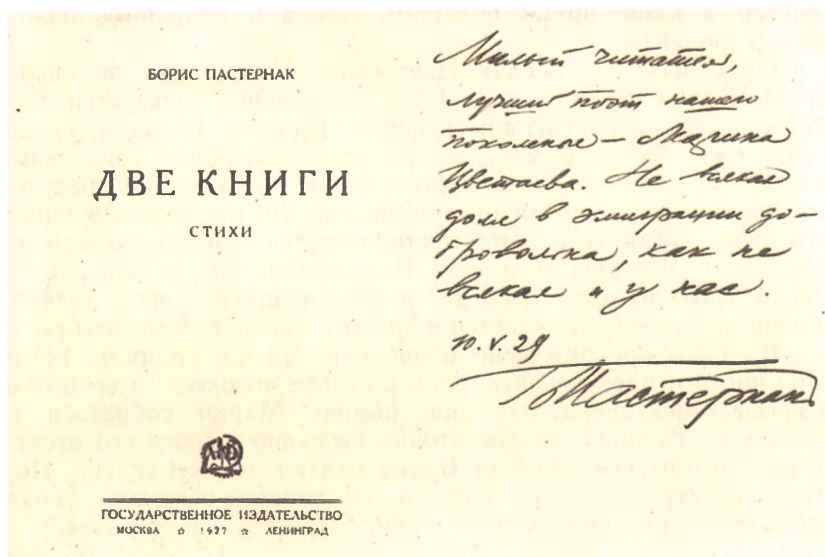 БОРИС ПАСТЕРНАК
ДВЕ КНИГИ
СТИХИ
ГОСУДАРСТВЕННОЕ ИЗДАТЕЛЬСТВО
МОСКВА ☆ 1927 ☆ ЛЕНИНГРАД
Милый читатель,
лучший поэт нашего
поколенья – Марина
Цветаева. Не всякая
доля в эмиграции до-
бровольна, как не
всякая и у нас.
10.V.29
БПастернак